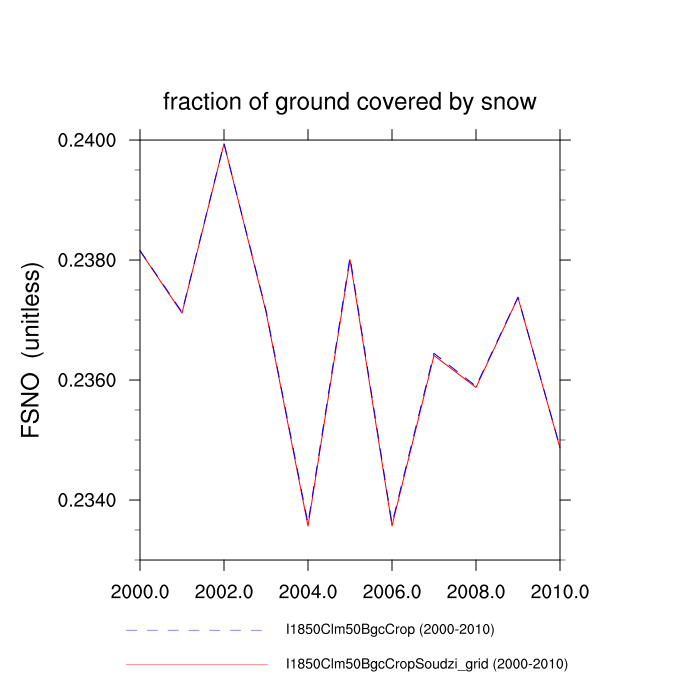 fraction of ground covered by snow
FSNO (unitless)
0.2400
0.2380
0.2360
0.2340
2000.0 2002.0 2004.0 2006.0 2008.0 2010.0
I1850Clm50BgcCrop (2000-2010)
I1850Clm50BgcCropSoudzi_grid (2000-2010)